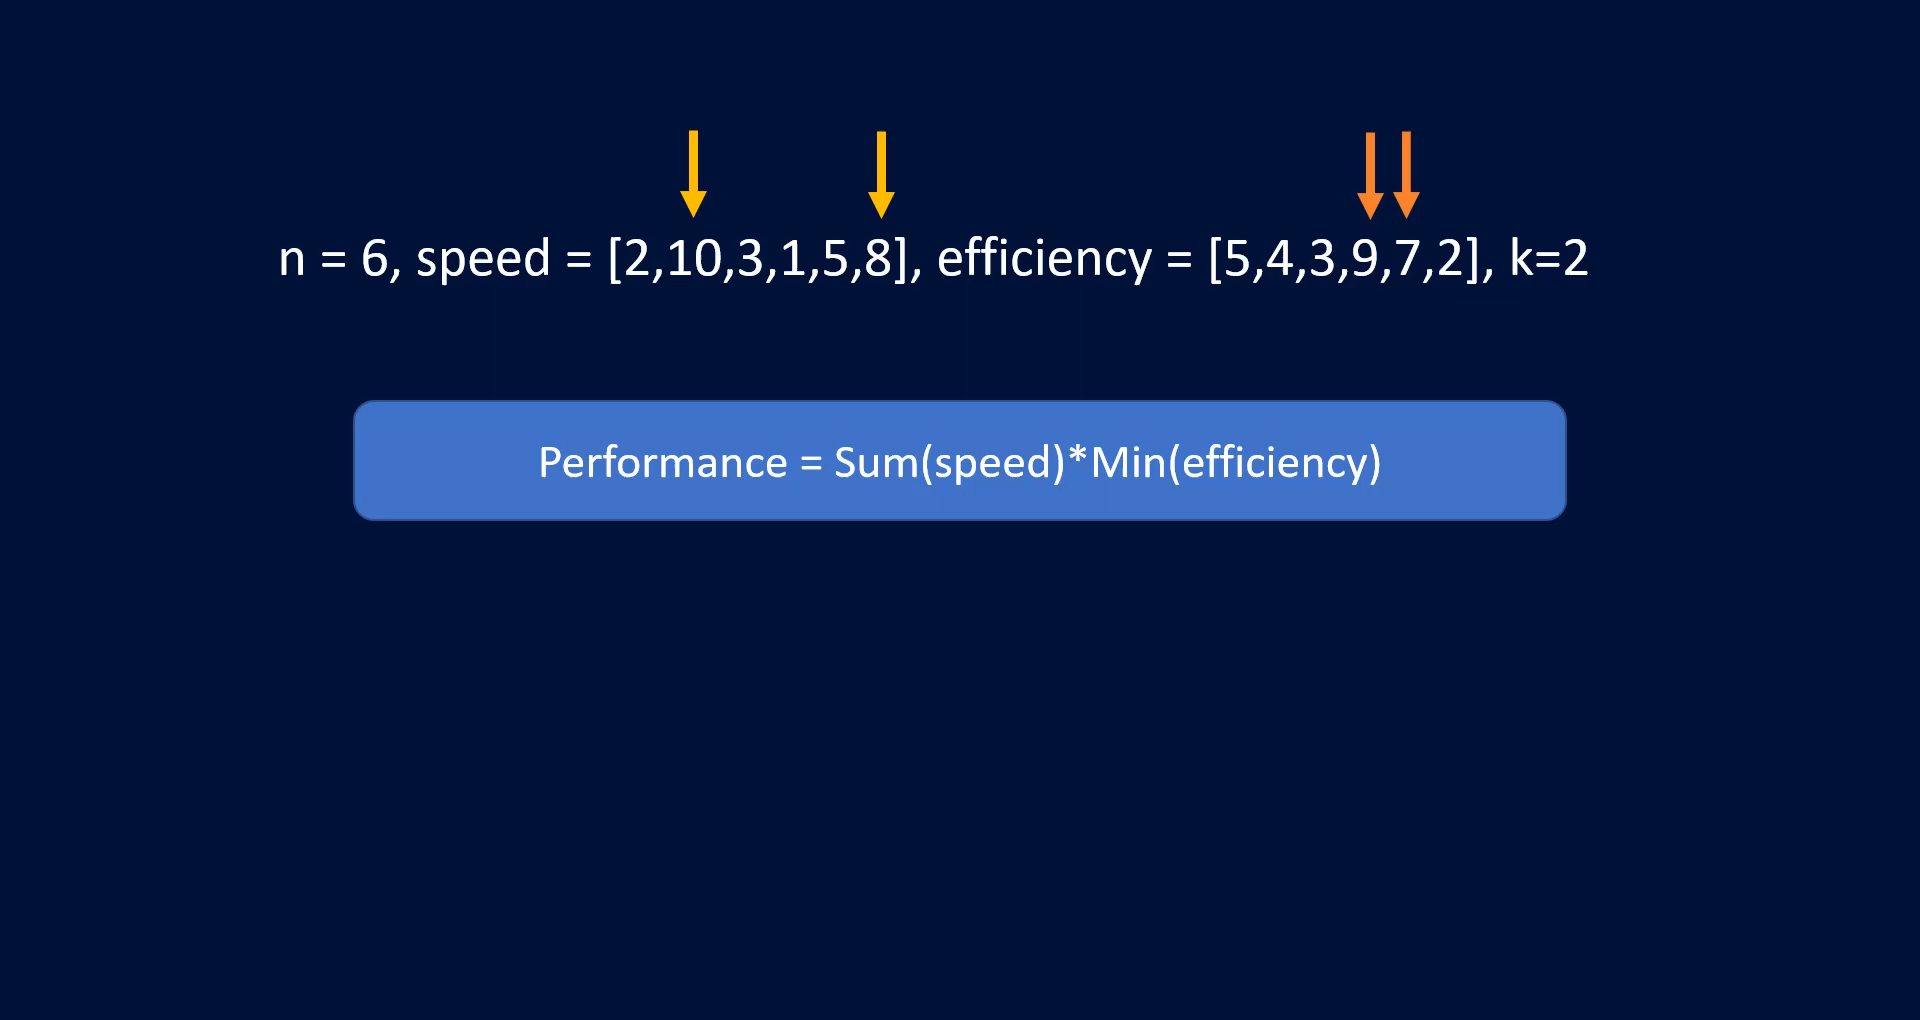 n = 6, speed = [2,10,3,1,5,8], efficiency = [5,4,3,9,7,2], k=2
Performance = Sum(speed)*Min(efficiency)